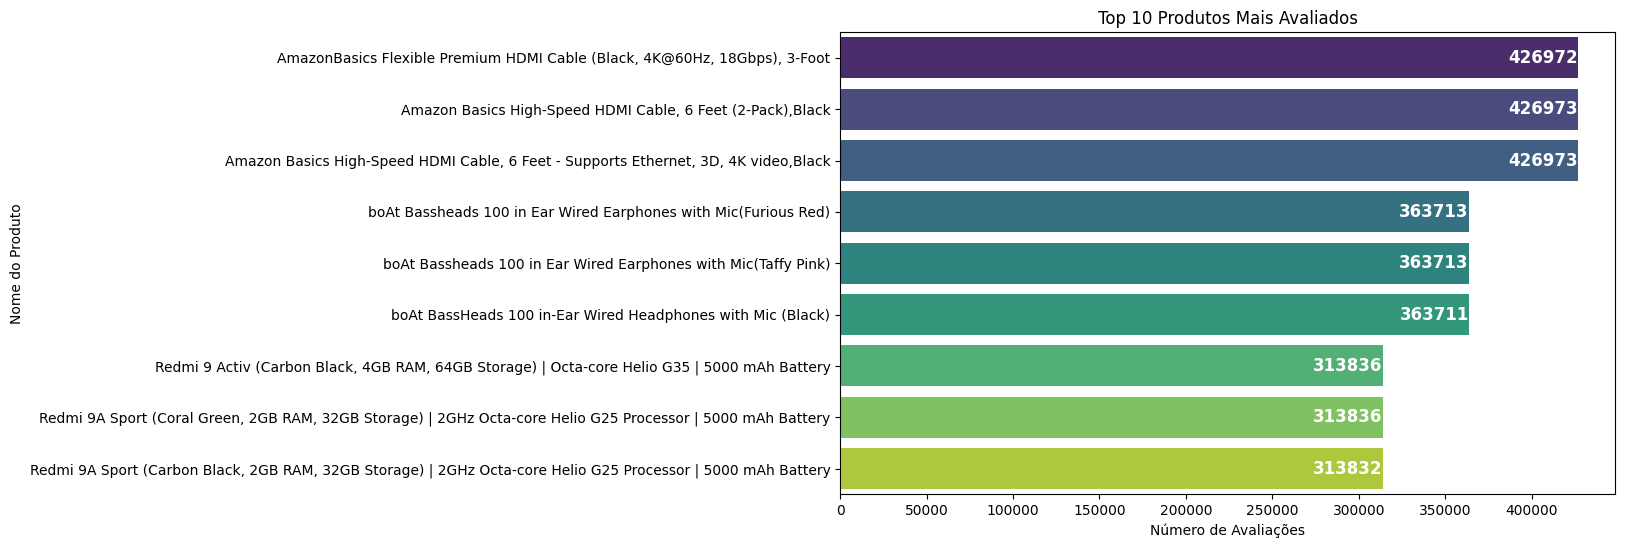 Top 10 Produtos Mais Avaliados
Nome do Produto
AmazonBasics Flexible Premium HDMI Cable (Black, 4K@60Hz, 18Gbps), 3-Foot 426972
Amazon Basics High-Speed HDMI Cable, 6 Feet (2-Pack),Black 426973
Amazon Basics High-Speed HDMI Cable, 6 Feet - Supports Ethernet, 3D, 4K video,Black 426973
boAt Bassheads 100 in Ear Wired Earphones with Mic(Furious Red) 363713
boAt Bassheads 100 in Ear Wired Earphones with Mic(Taffy Pink) 363713
boAt BassHeads 100 in-Ear Wired Headphones with Mic (Black) 363711
Redmi 9 Activ (Carbon Black, 4GB RAM, 64GB Storage) | Octa-core Helio G35 | 5000 mAh Battery 313836
Redmi 9A Sport (Coral Green, 2GB RAM, 32GB Storage) | 2GHz Octa-core Helio G25 Processor | 5000 mAh Battery 313836
Redmi 9A Sport (Carbon Black, 2GB RAM, 32GB Storage) | 2GHz Octa-core Helio G25 Processor | 5000 mAh Battery 313832
0 50000 100000 150000 200000 250000 300000 350000 400000
Número de Avaliações